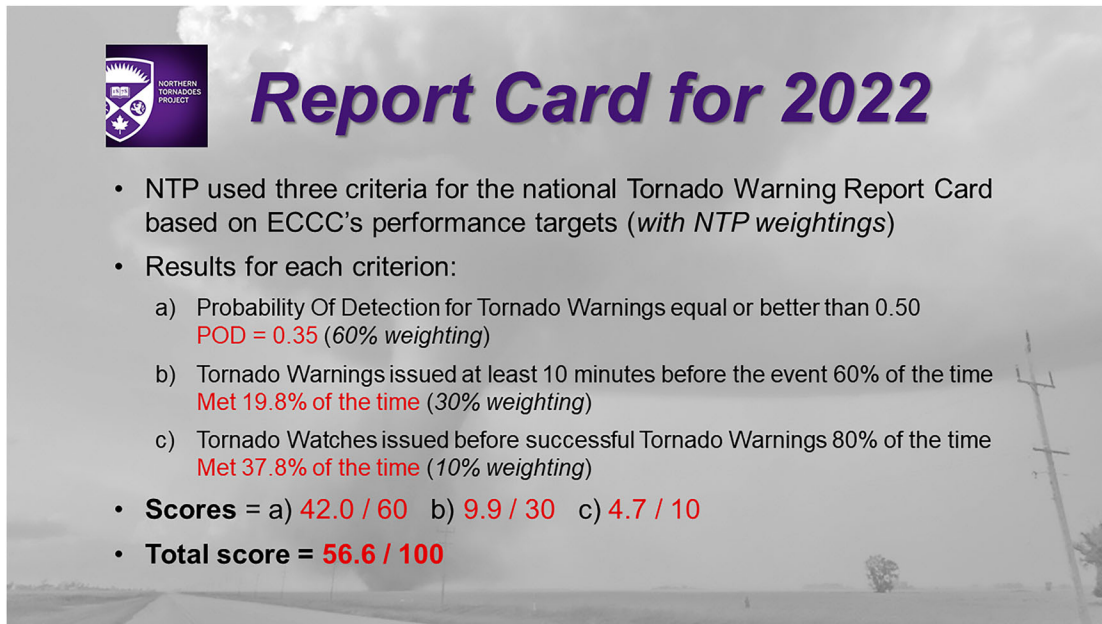 NORTHERN
TORNADOES
PROJECT
Report Card for 2022
• NTP used three criteria for the national Tornado Warning Report Card
based on ECCC’s performance targets (with NTP weightings)
• Results for each criterion:
a) Probability Of Detection for Tornado Warnings equal or better than 0.50
POD = 0.35 (60% weighting)
b) Tornado Warnings issued at least 10 minutes before the event 60% of the time
Met 19.8% of the time (30% weighting)
c) Tornado Watches issued before successful Tornado Warnings 80% of the time
Met 37.8% of the time (10% weighting)
• Scores = a) 42.0 / 60 b) 9.9 / 30 c) 4.7 / 10
• Total score = 56.6 / 100